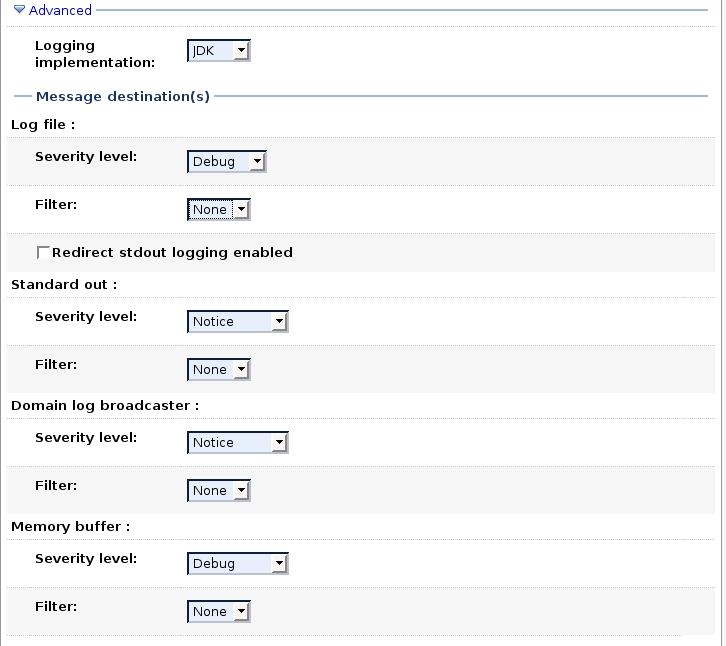 Advanced
Logging
implementation: JDK
Message destination(s)
Log file :
Severity level: Debug
Filter: None
Redirect stdout logging enabled
Standard out :
Severity level: Notice
Filter: None
Domain log broadcaster :
Severity level: Notice
Filter: None
Memory buffer :
Severity level: Debug
Filter: None